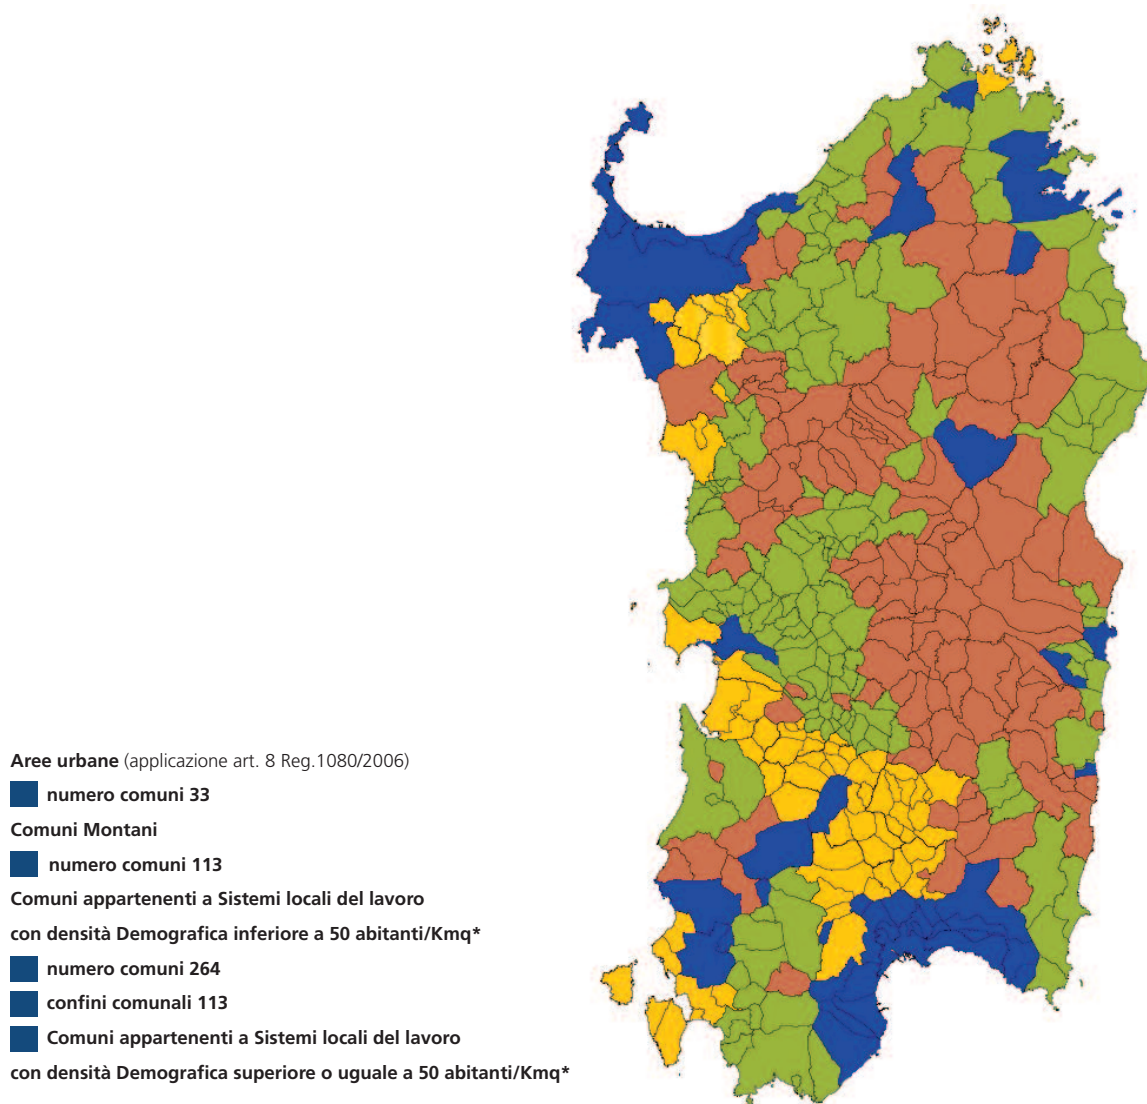 Aree urbane (applicazione art. 8 Reg.1080/2006)
numero comuni 33
Comuni Montani
numero comuni 113
Comuni appartenenti a Sistemi locali del lavoro
con densità Demografica inferiore a 50 abitanti/Kmq*
numero comuni 264
confini comunali 113
Comuni appartenenti a Sistemi locali del lavoro
con densità Demografica superiore o uguale a 50 abitanti/Kmq*